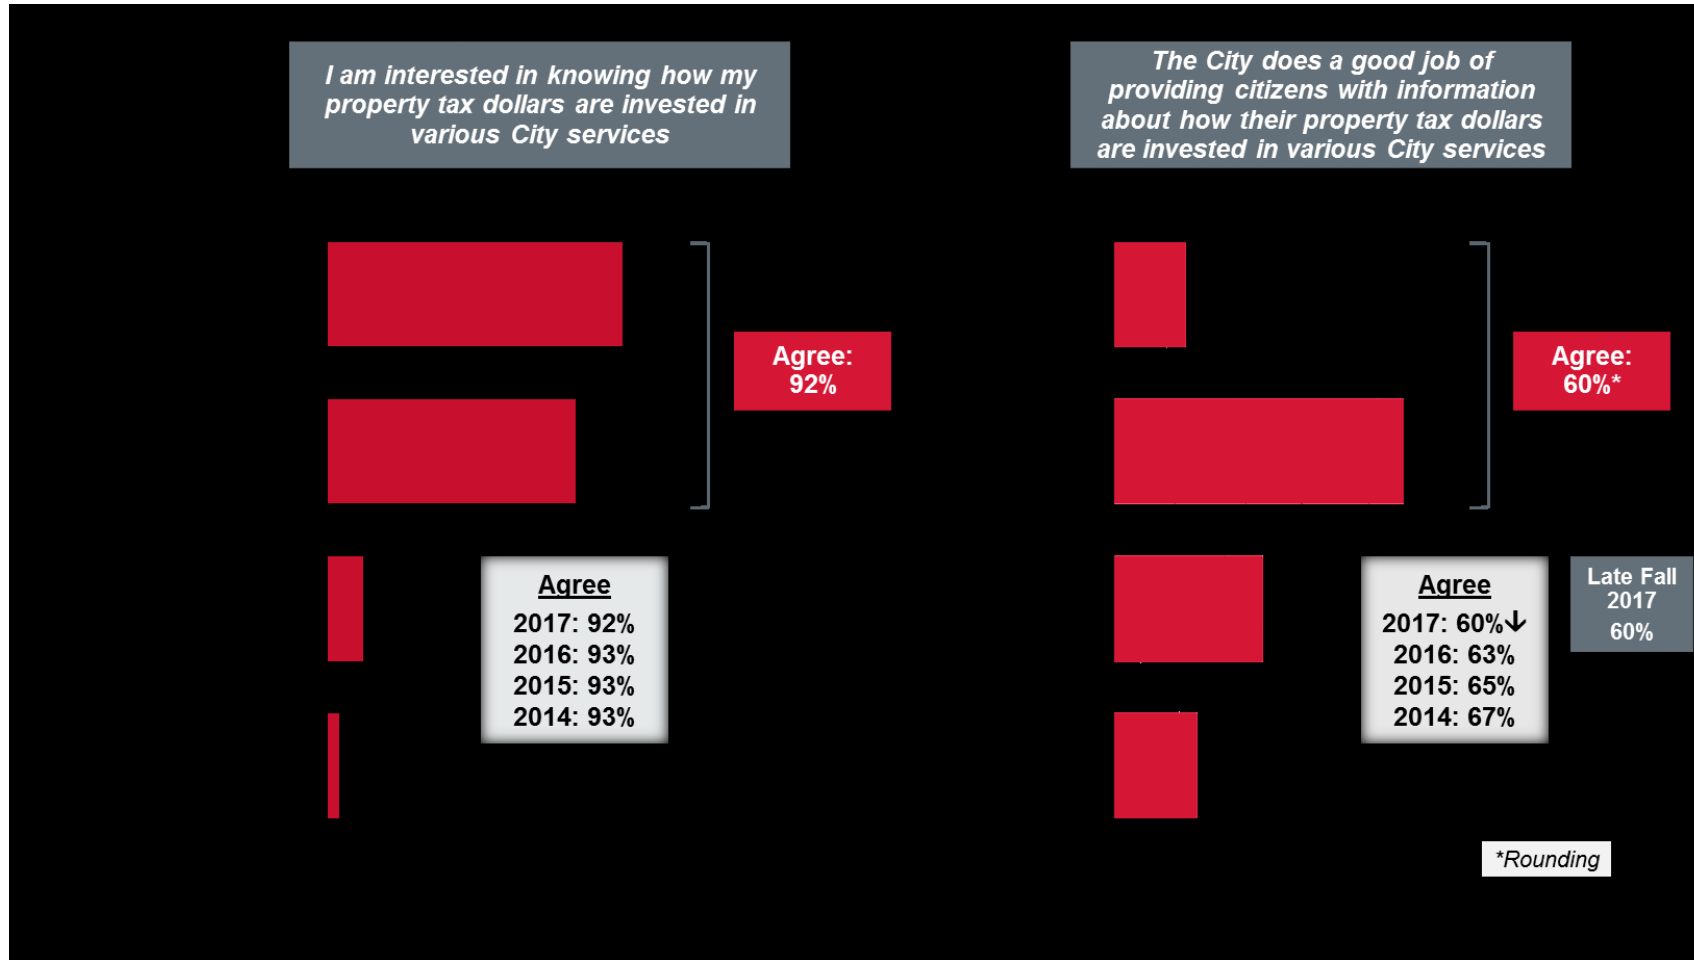 I am interested in knowing how my
property tax dollars are invested in
various City services
The City does a good job of
providing citizens with information
about how their property tax dollars
are invested in various City services
Agree:
92%
Agree:
60%*
Agree
2017: 92%
2016: 93%
2015: 93%
2014: 93%
Agree
2017: 60%↓
2016: 63%
2015: 65%
2014: 67%
Late Fall
2017
60%
*Rounding